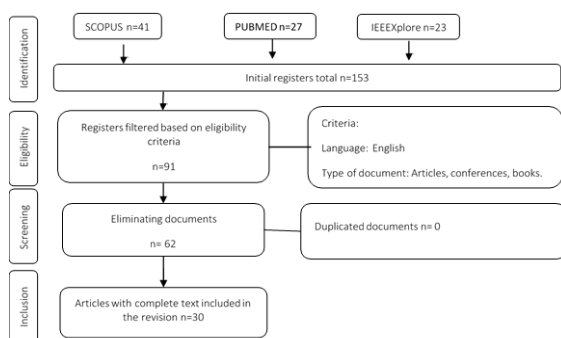 SCOPUS n=41
PUBMED n=27
IEEEXplore n=23
Identification
Initial registers total n=153
Eligibility
Registers filtered based on eligibility
criteria
n=91
Criteria:
Language: English
Type of document: Articles, conferences, books.
Screening
Eliminating documents
n= 62
Duplicated documents n= 0
Inclusion
Articles with complete text included in
the revision n=30